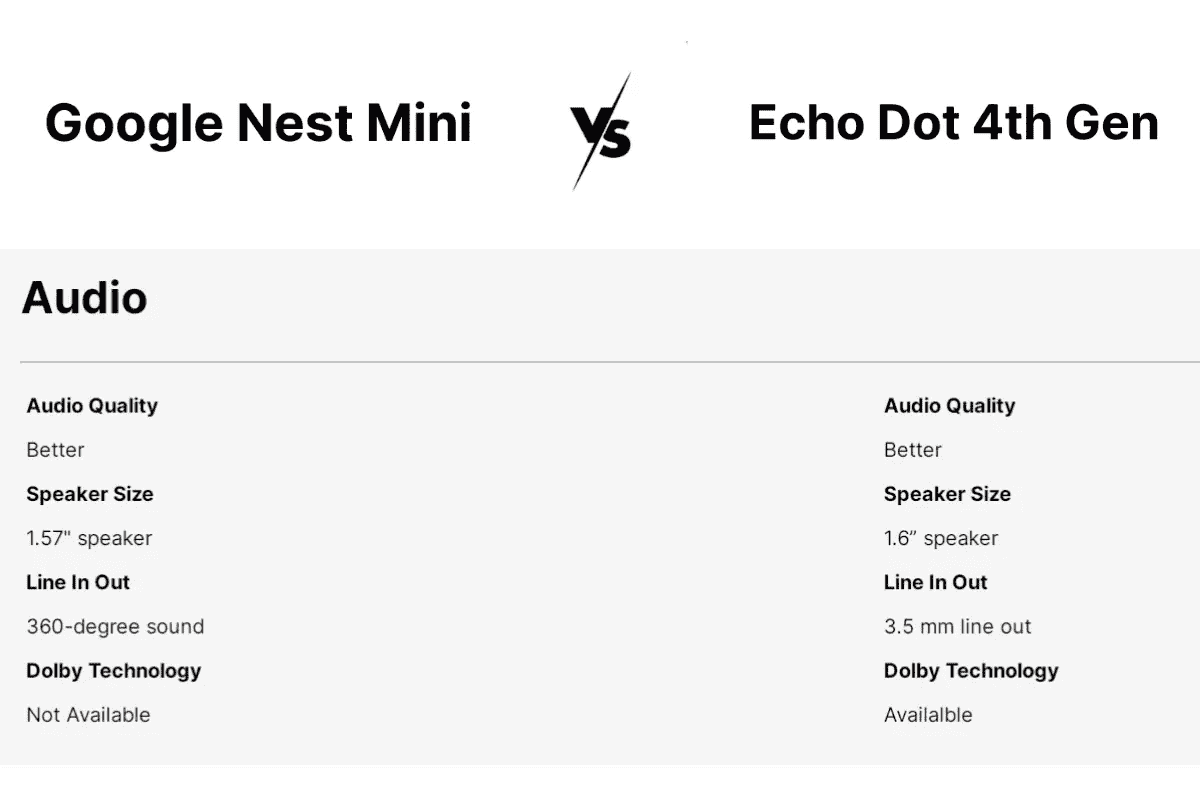 Google Nest Mini VS Echo Dot 4th Gen
Audio
Audio Quality
Better
Speaker Size
1.57" speaker
Line In Out
360-degree sound
Dolby Technology
Not Available
Audio Quality
Better
Speaker Size
1.6” speaker
Line In Out
3.5 mm line out
Dolby Technology
Availalble